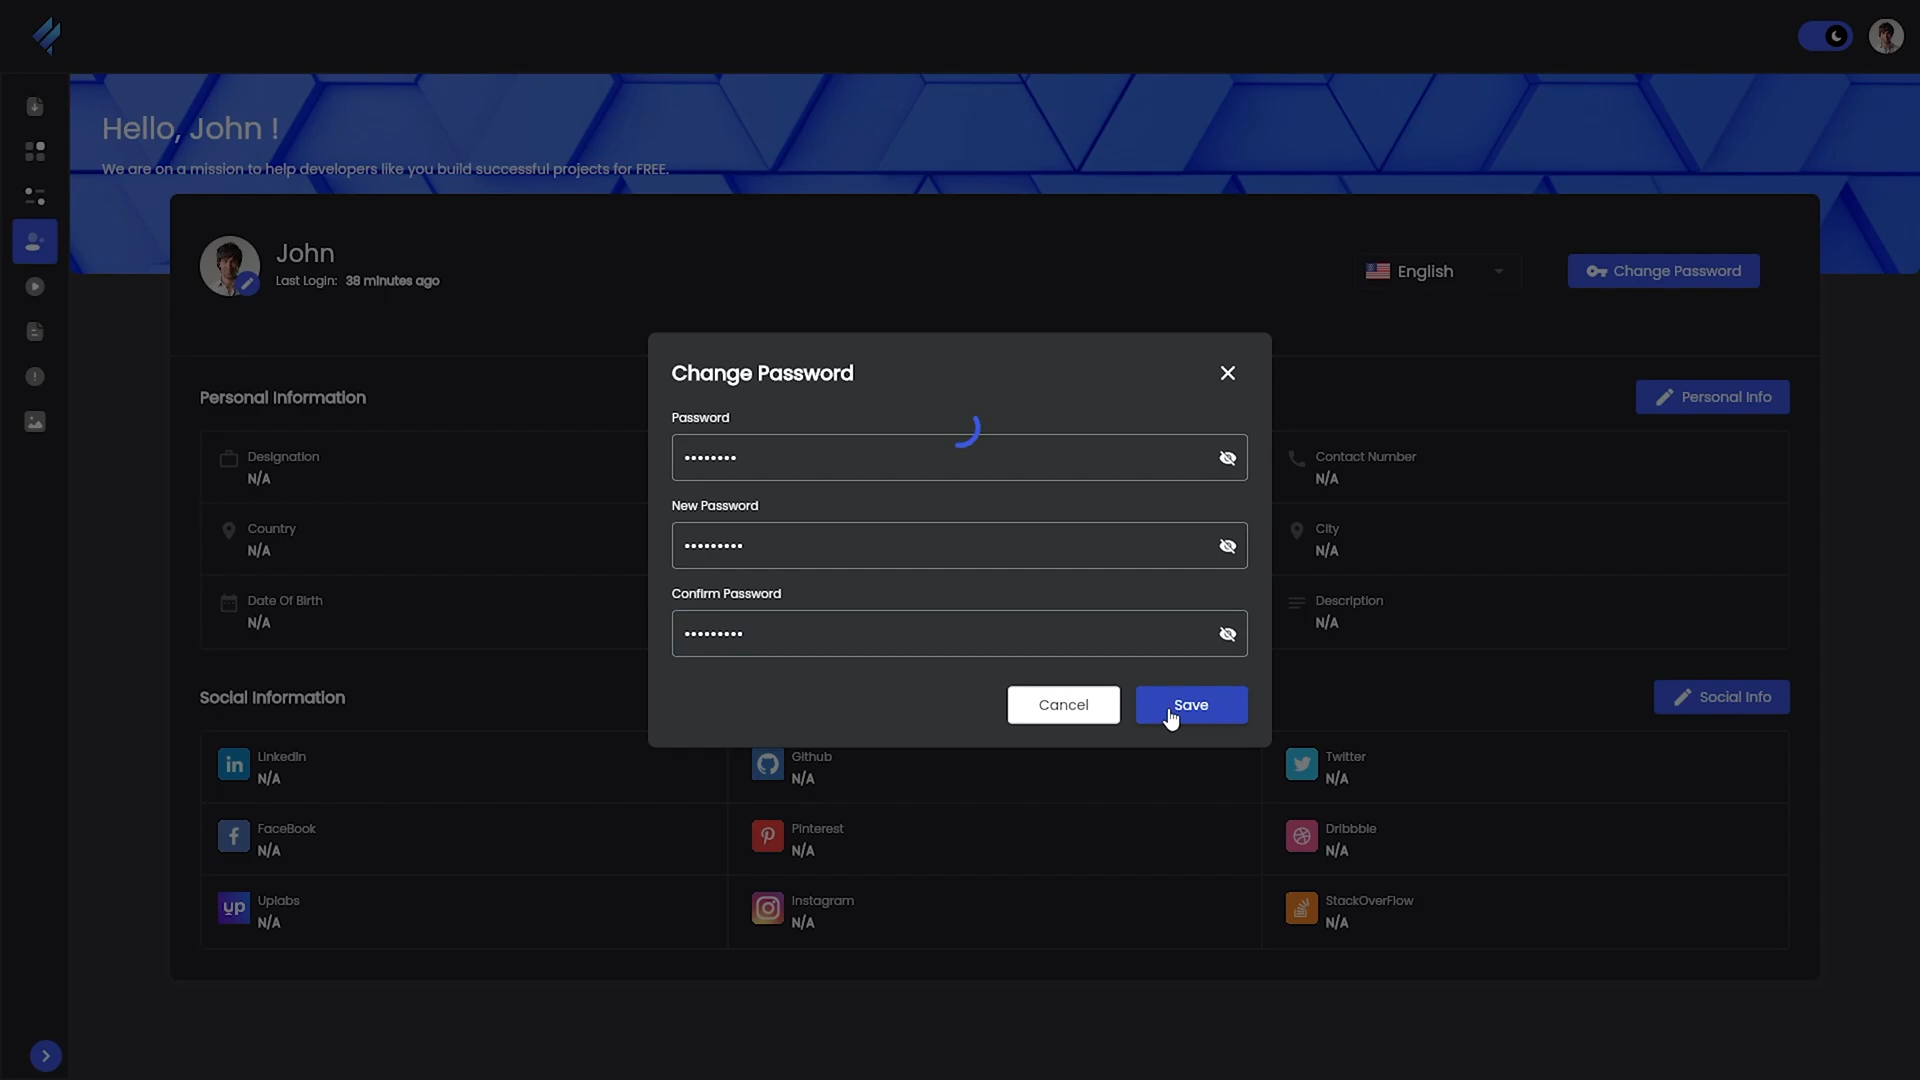 Hello, John !
We are on a mission to help developers like you build successful projects for FREE.
John
Last Login: 38 minutes ago
English
Change Password
Personal Information
Personal Info
Designation
N/A
Contact Number
N/A
Country
N/A
City
N/A
Date Of Birth
N/A
Description
N/A
Change Password
Password
••••••••
New Password
•••••••••
Confirm Password
•••••••••
Cancel
Save
Social Information
Social Info
LinkedIn
N/A
Github
N/A
Twitter
N/A
FaceBook
N/A
Pinterest
N/A
Dribbble
N/A
up
Uplabs
N/A
Instagram
N/A
StackOverFlow
N/A